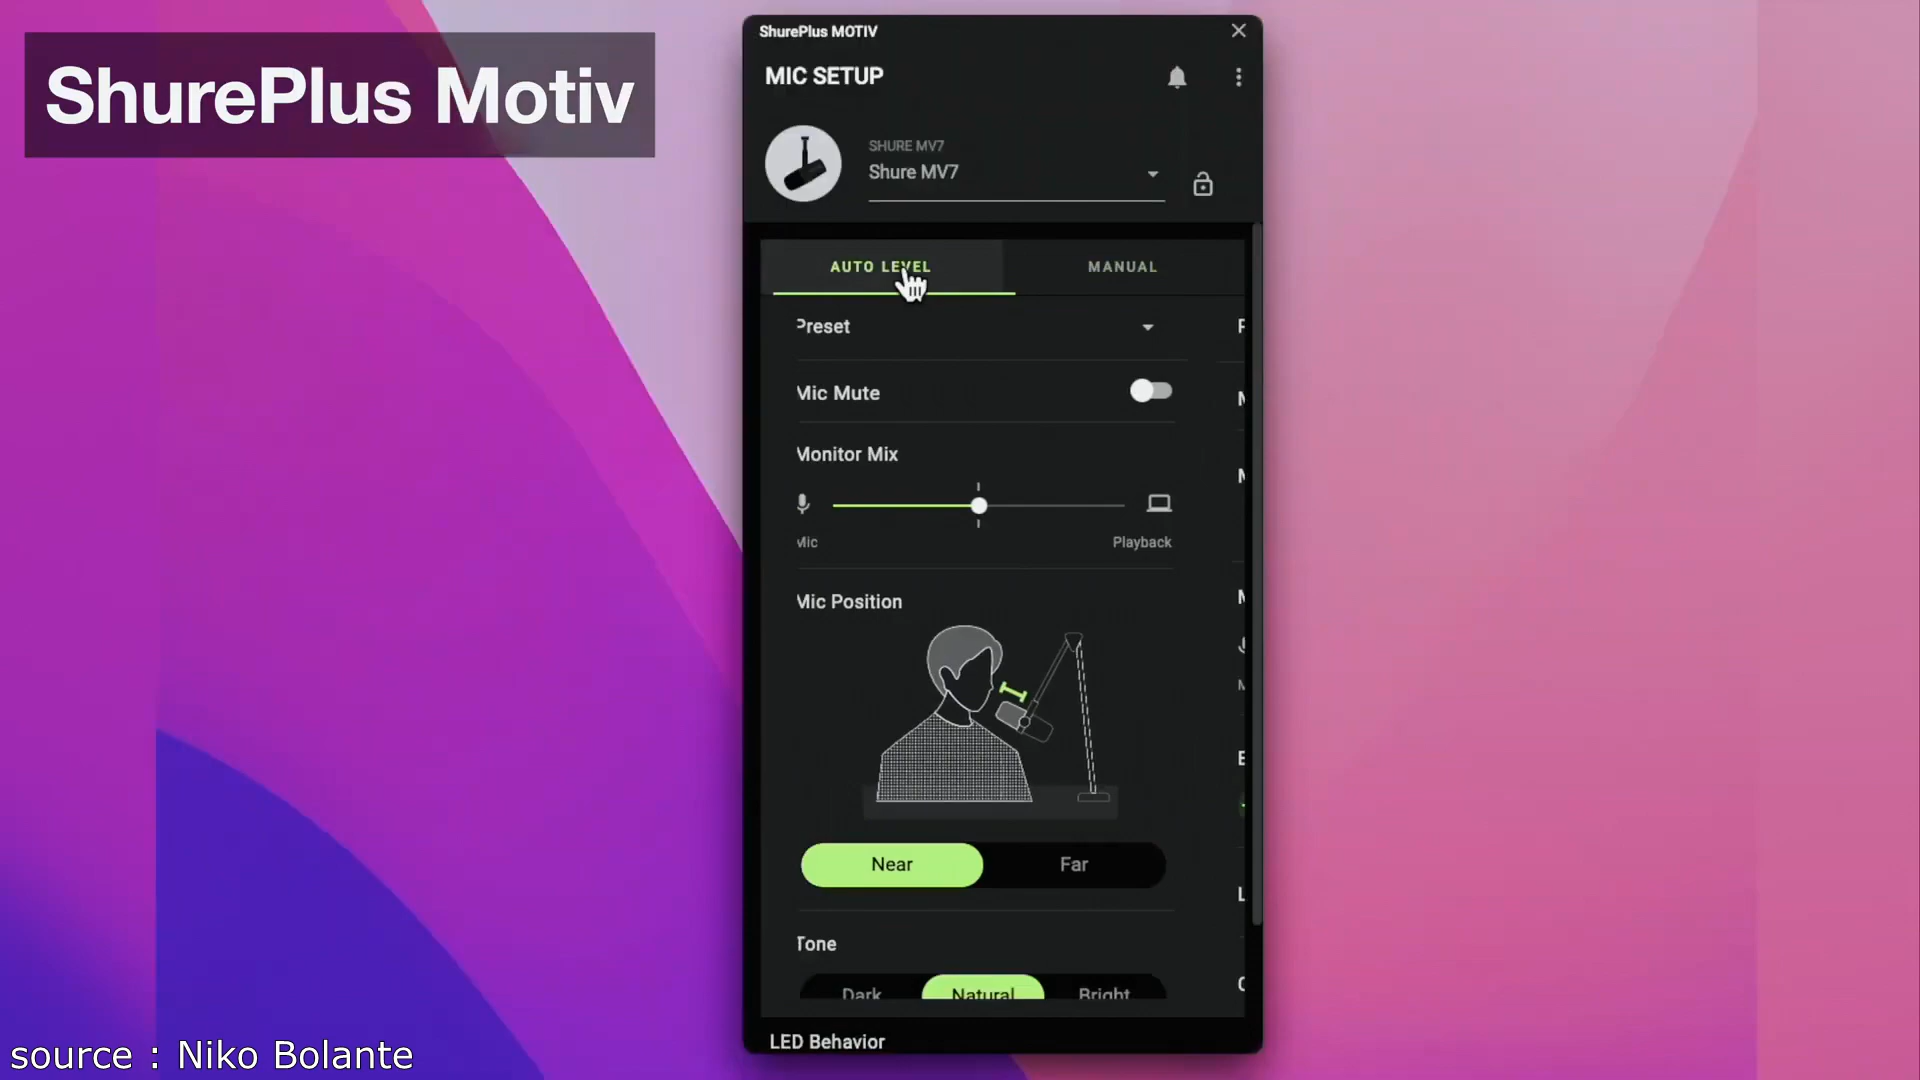 ShurePlus Motiv
ShurePlus MOTIV
MIC SETUP
SHURE MV7
Shure MV7
AUTO LEVEL
MANUAL
Preset
Mic Mute
Monitor Mix
Mic
Playback
Mic Position
Near
Far
Tone
Dark
Natural
Bright
LED Behavior
source : Niko Bolante